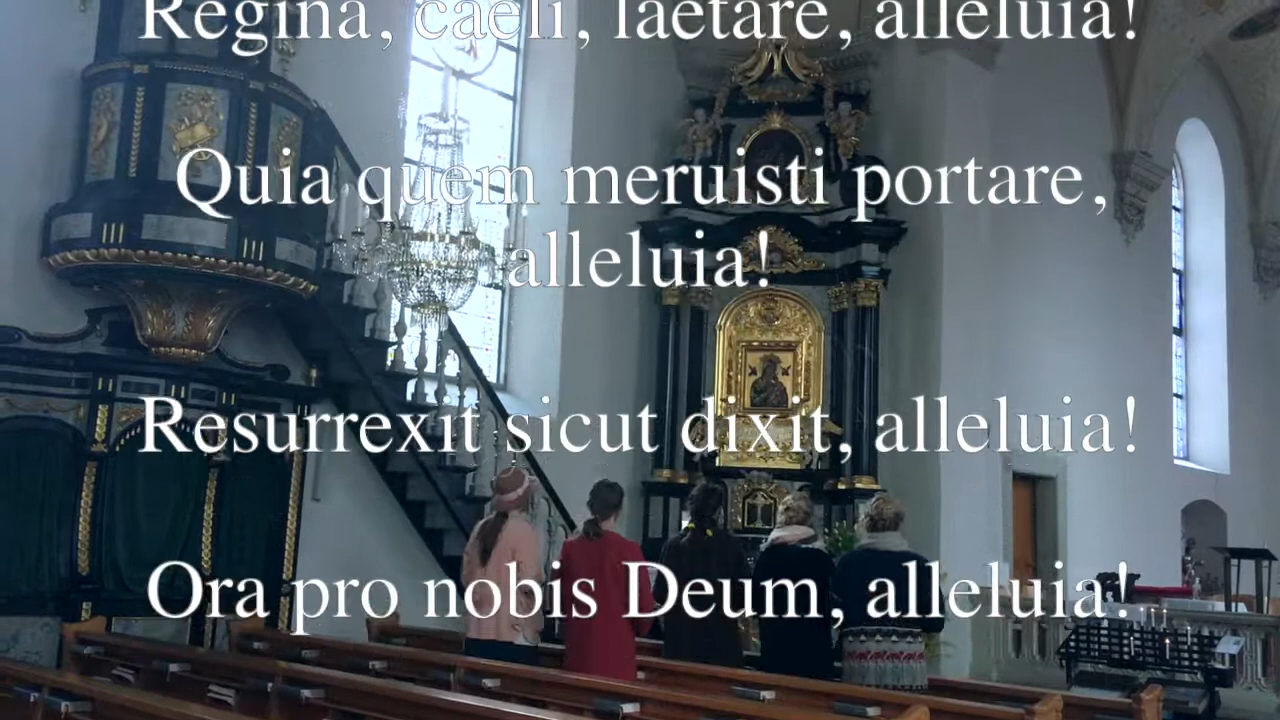 Regina, caeli, laetare, alleluia!
Quia quem meruisti portare,
alleluia!
Resurrexit sicut dixit, alleluia!
Ora pro nobis Deum, alleluia!